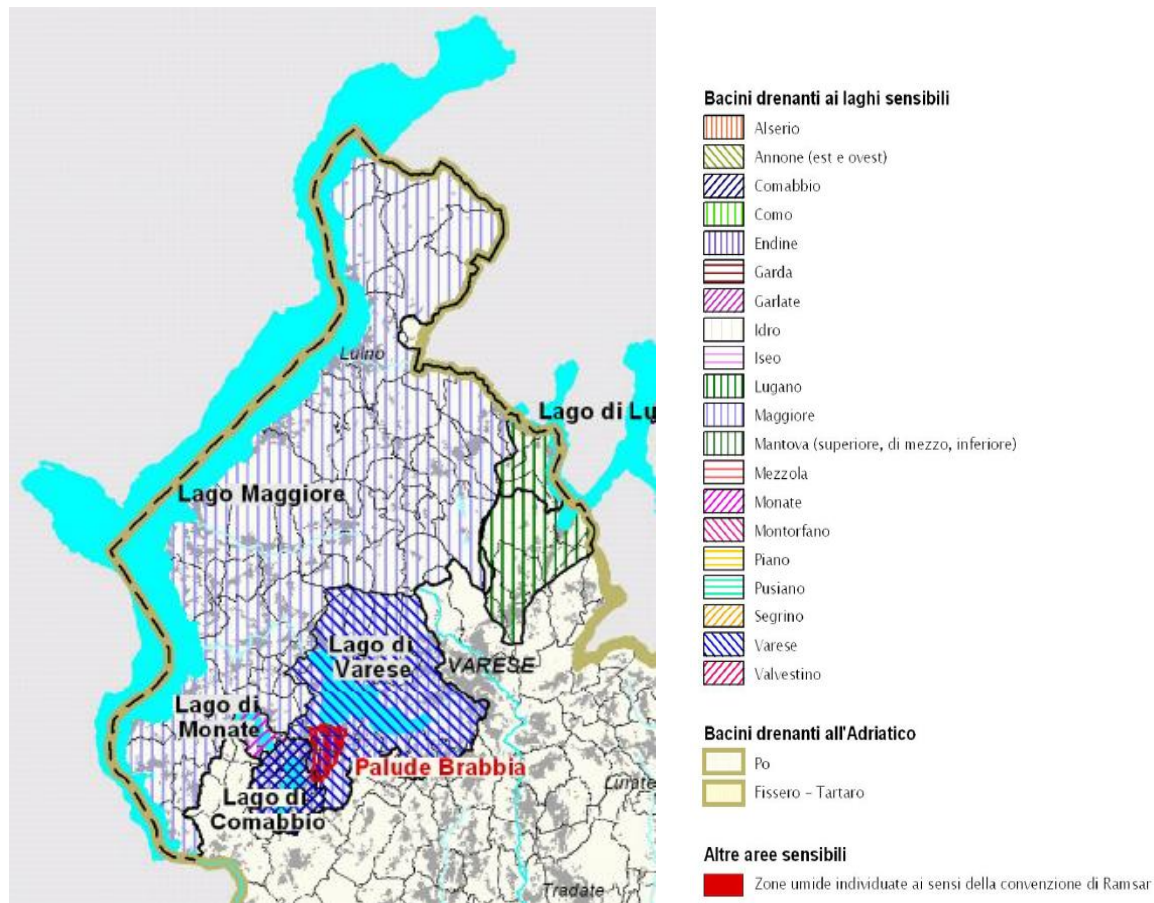 Luino
Lago di Lu
Lago Maggiore
Lago di
Varese
VARESE
Lago di
Monate
Palude Brabbia
Lago di
Comabbio
Tradate
Bacini drenanti ai laghi sensibili
Alserio
Annone (est e ovest)
Comabbio
Como
Endine
Garda
Garlate
Idro
Iseo
Lugano
Maggiore
Mantova (superiore, di mezzo, inferiore)
Mezzola
Monate
Montorfano
Piano
Pusiano
Segrino
Varese
Valvestino
Bacini drenanti all'Adriatico
Po
Fissero – Tartaro
Altre aree sensibili
Zone umide individuate ai sensi della convenzione di Ramsar